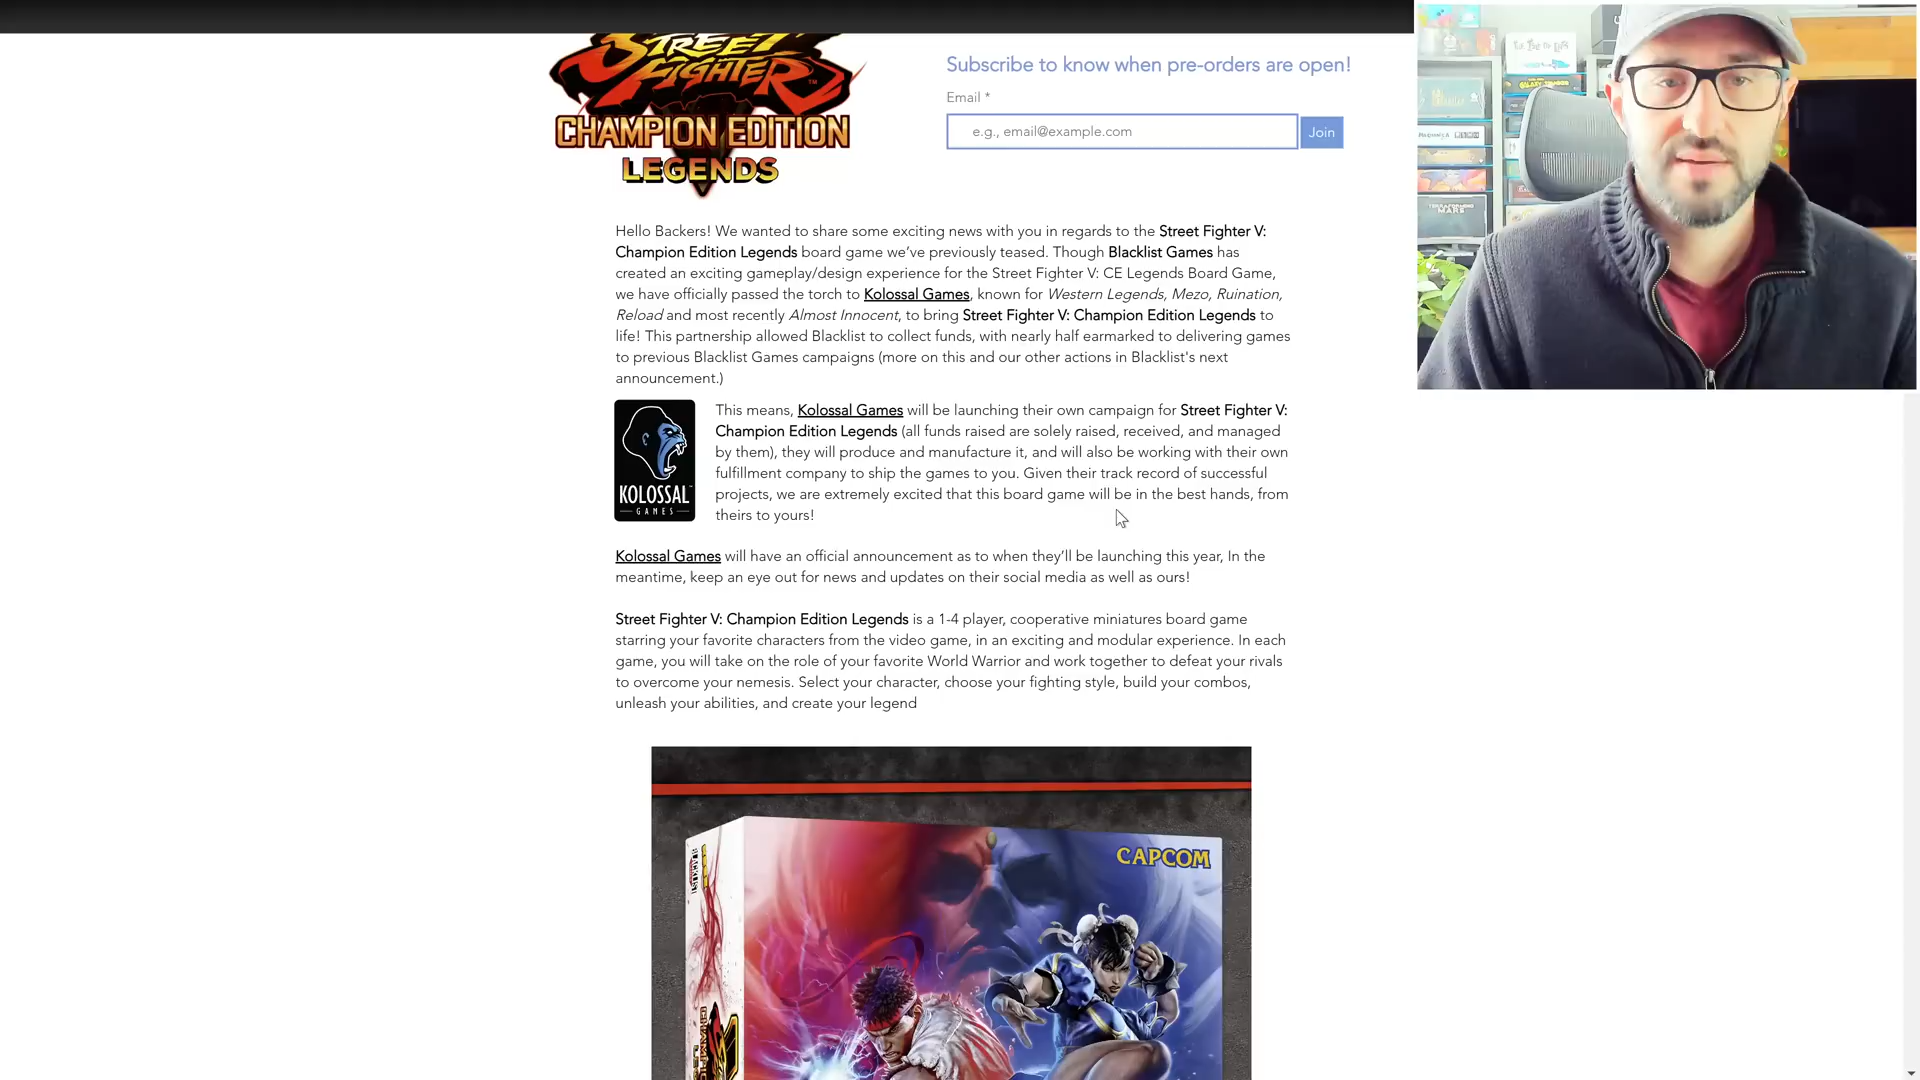 STREET
FIGHTER
CHAMPION EDITION
LEGENDS
Subscribe to know when pre-orders are open!
Email *
e.g., email@example.com
Join
Hello Backers! We wanted to share some exciting news with you in regards to the Street Fighter V:
Champion Edition Legends board game we've previously teased. Though Blacklist Games has
created an exciting gameplay/design experience for the Street Fighter V: CE Legends Board Game,
we have officially passed the torch to Kolossal Games, known for Western Legends, Mezo, Ruination,
Reload and most recently Almost Innocent, to bring Street Fighter V: Champion Edition Legends to
life! This partnership allowed Blacklist to collect funds, with nearly half earmarked to delivering games
to previous Blacklist Games campaigns (more on this and our other actions in Blacklist's next
announcement.)
This means, Kolossal Games will be launching their own campaign for Street Fighter V:
Champion Edition Legends (all funds raised are solely raised, received, and managed
by them), they will produce and manufacture it, and will also be working with their own
fulfillment company to ship the games to you. Given their track record of successful
projects, we are extremely excited that this board game will be in the best hands, from
theirs to yours!
KOLOSSAL
GAMES
Kolossal Games will have an official announcement as to when they'll be launching this year, In the
meantime, keep an eye out for news and updates on their social media as well as ours!
Street Fighter V: Champion Edition Legends is a 1-4 player, cooperative miniatures board game
starring your favorite characters from the video game, in an exciting and modular experience. In each
game, you will take on the role of your favorite World Warrior and work together to defeat your rivals
to overcome your nemesis. Select your character, choose your fighting style, build your combos,
unleash your abilities, and create your legend
CAPCOM
BLACKLIST
TERRAFORMING
MARS